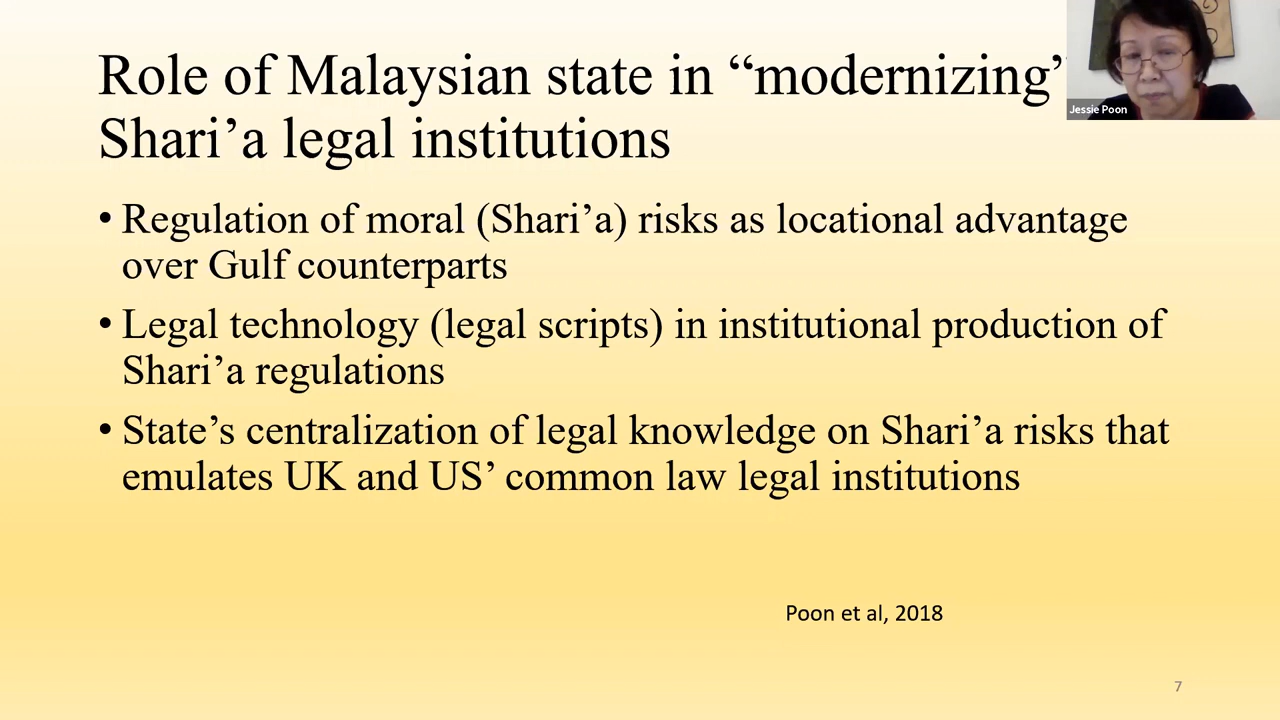 Role of Malaysian state in “modernizing”
Shari’a legal institutions
Jessie Poon
• Regulation of moral (Shari’a) risks as locational advantage
over Gulf counterparts
• Legal technology (legal scripts) in institutional production of
Shari’a regulations
• State’s centralization of legal knowledge on Shari’a risks that
emulates UK and US’ common law legal institutions
Poon et al, 2018
7